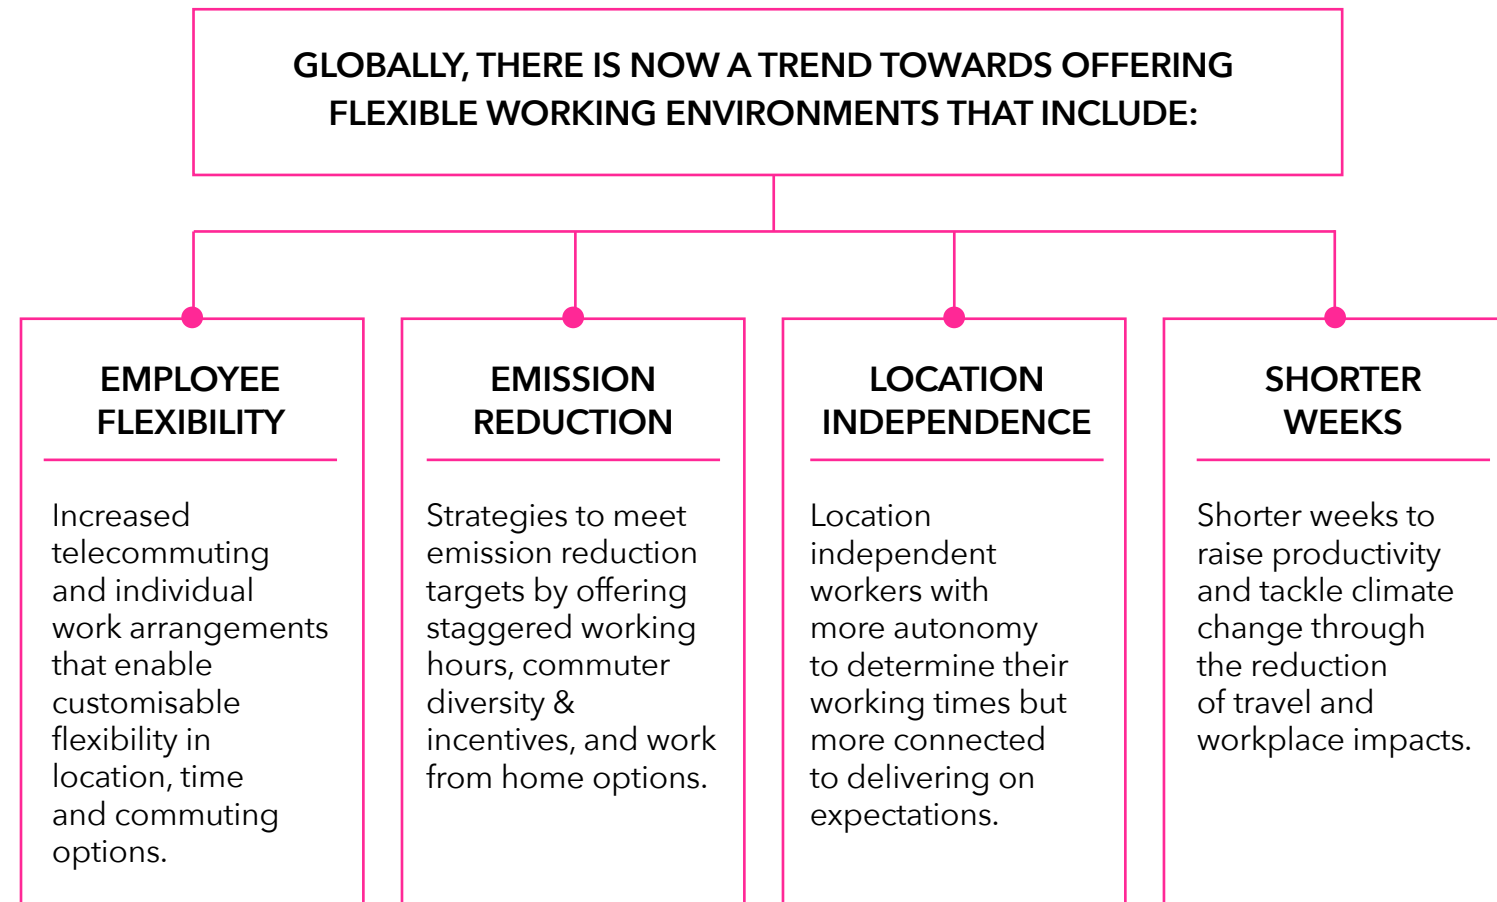 GLOBALLY, THERE IS NOW A TREND TOWARDS OFFERING
FLEXIBLE WORKING ENVIRONMENTS THAT INCLUDE:
EMPLOYEE
FLEXIBILITY
Increased
telecommuting
and individual
work arrangements
that enable
customisable
flexibility in
location, time
and commuting
options.
EMISSION
REDUCTION
Strategies to meet
emission reduction
targets by offering
staggered working
hours, commuter
diversity &
incentives, and work
from home options.
LOCATION
INDEPENDENCE
Location
independent
workers with
more autonomy
to determine their
working times but
more connected
to delivering on
expectations.
SHORTER
WEEKS
Shorter weeks to
raise productivity
and tackle climate
change through
the reduction
of travel and
workplace impacts.